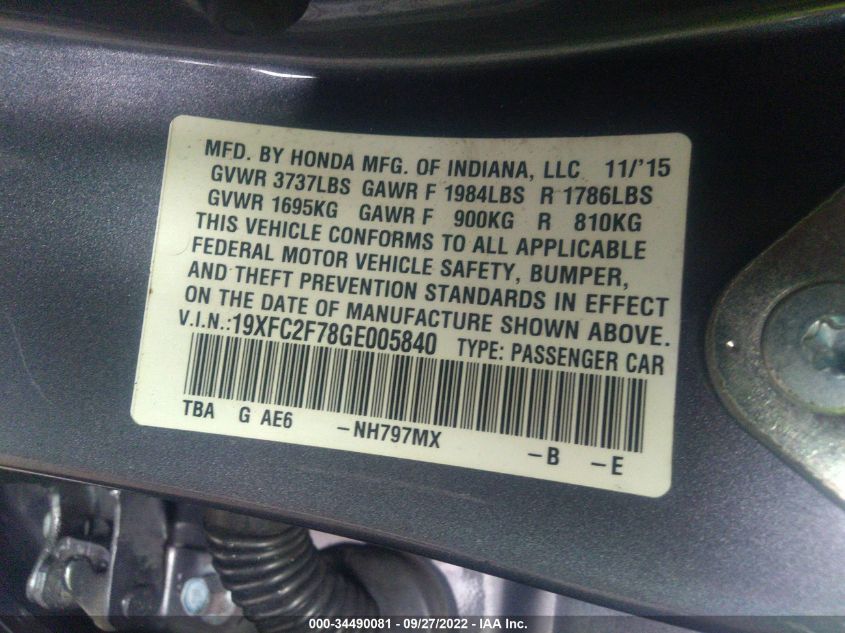 MFD. BY HONDA MFG. OF INDIANA, LLC 11/'15
GVWR 3737LBS GAWR F 1984LBS R 1786LBS
GVWR 1695KG GAWR F 900KG R 810KG
THIS VEHICLE CONFORMS TO ALL APPLICABLE
FEDERAL MOTOR VEHICLE SAFETY, BUMPER,
AND THEFT PREVENTION STANDARDS IN EFFECT
ON THE DATE OF MANUFACTURE SHOWN ABOVE.
V.I.N.:19XFC2F78GE005840 TYPE: PASSENGER CAR
TBA G AE6 -NH797MX -B -E
000-34490081 - 09/27/2022 - IAA Inc.